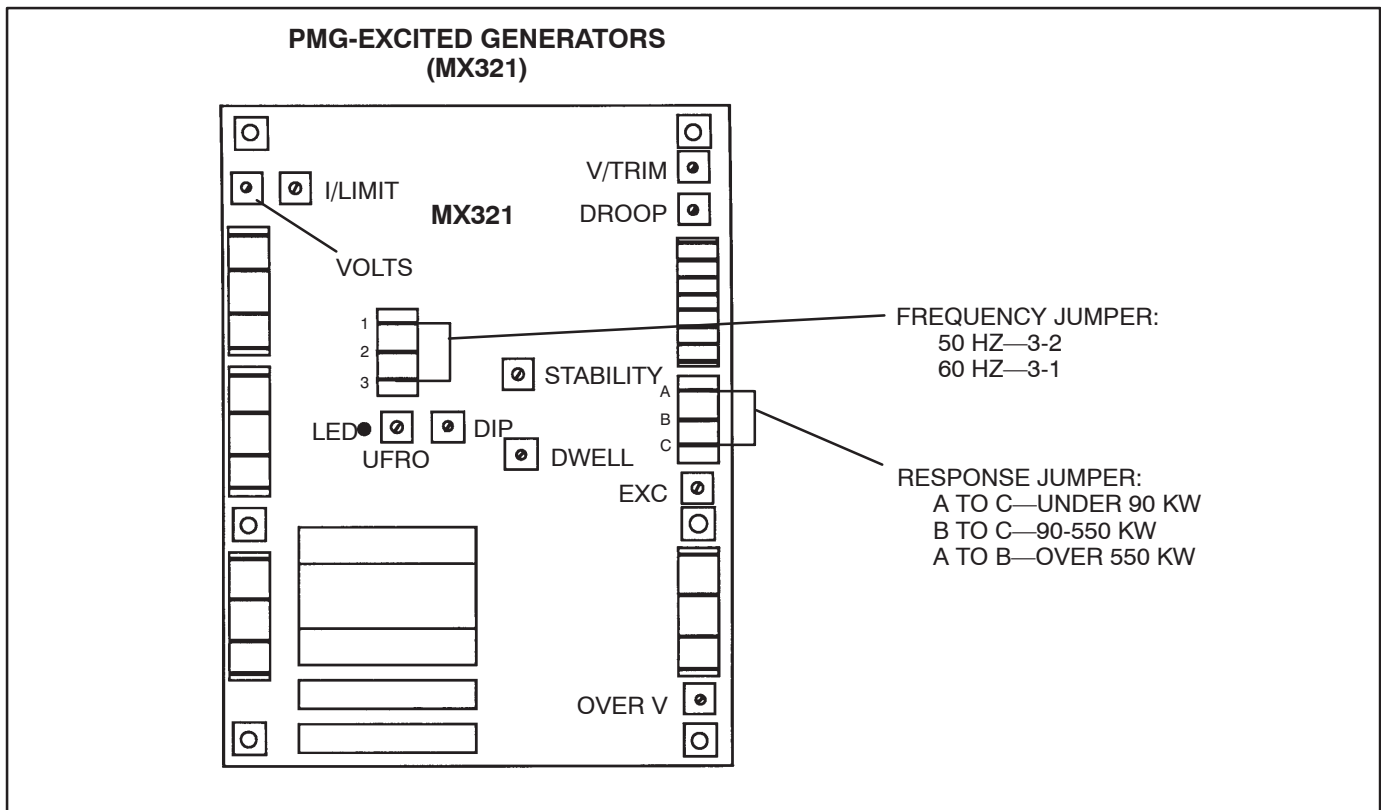 PMG-EXCITED GENERATORS
(MX321)
V/TRIM
I/LIMIT
MX321
DROOP
VOLTS
1
2
3
FREQUENCY JUMPER:
50 HZ—3-2
60 HZ—3-1
STABILITY
A
B
C
LED
DIP
UFRO
DWELL
EXC
RESPONSE JUMPER:
A TO C—UNDER 90 KW
B TO C—90-550 KW
A TO B—OVER 550 KW
OVER V